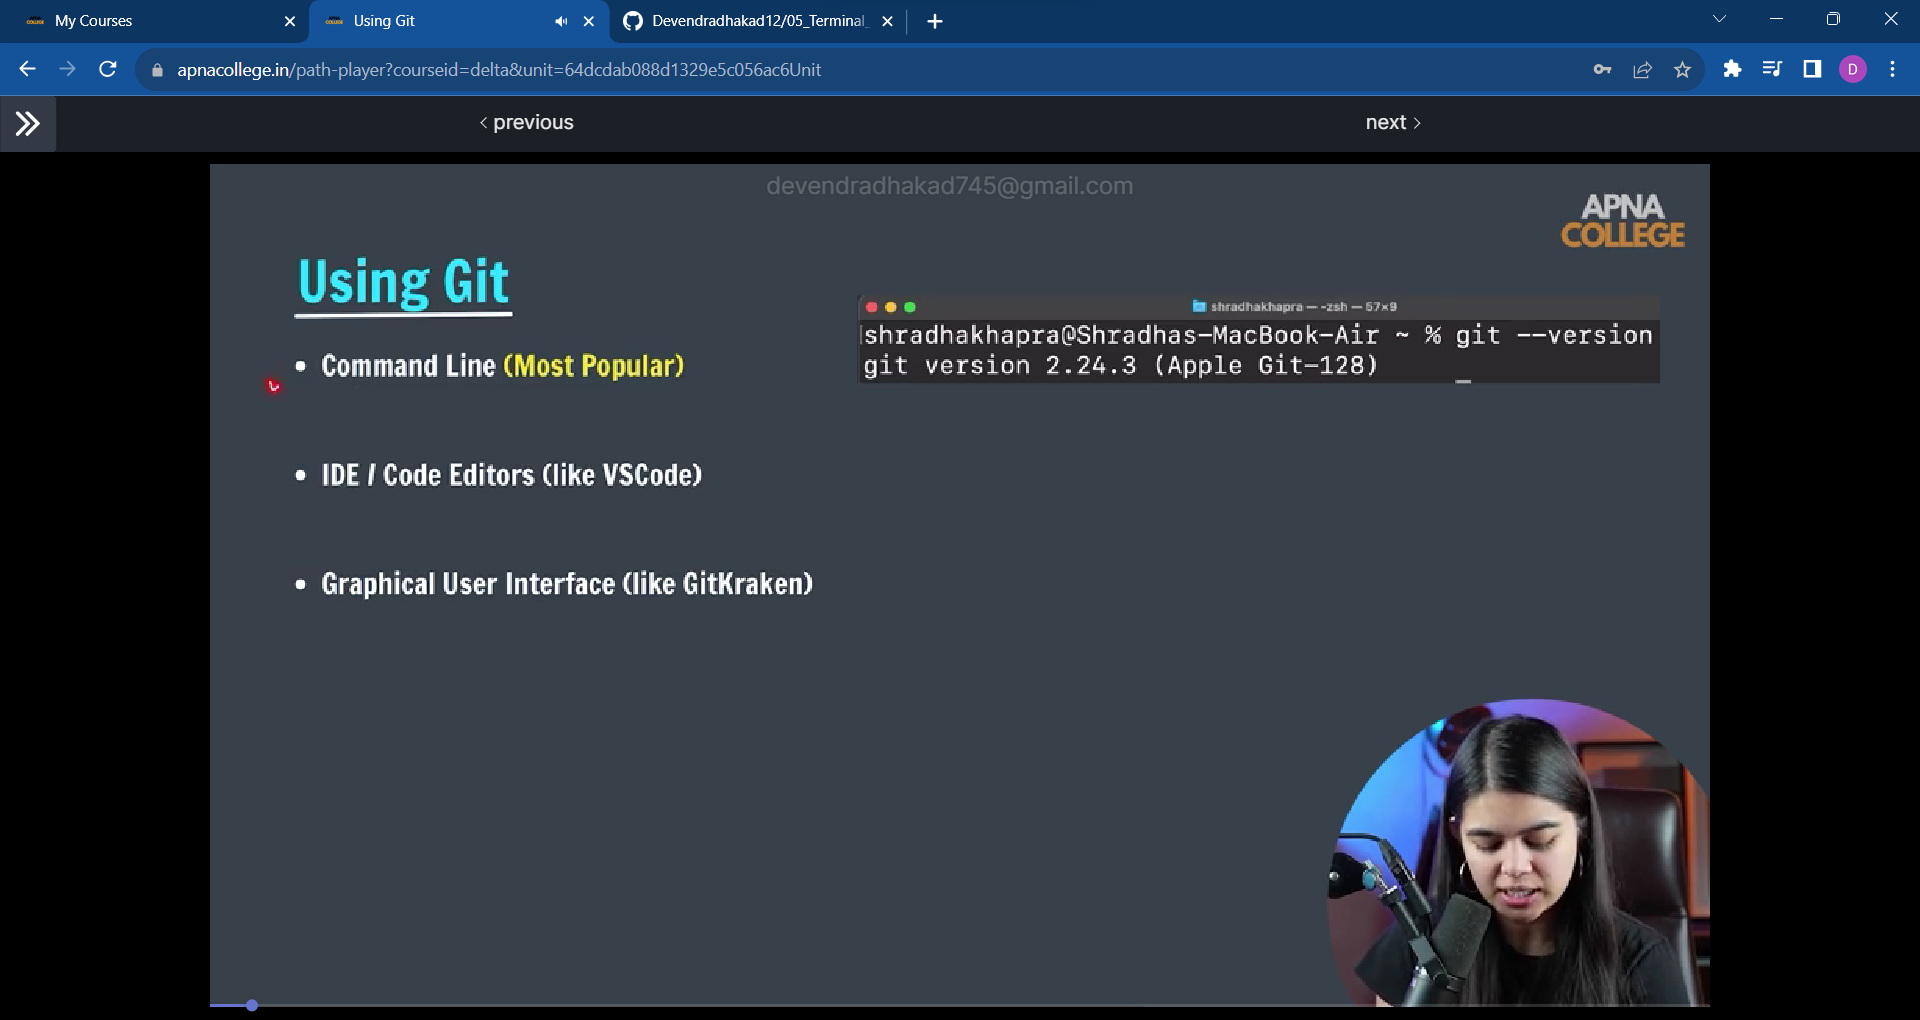 My Courses
Using Git
Devendradhakad12/05_Terminal_
apnacollege.in/path-player?courseid=delta&unit=64dcdab088d1329e5c056ac6Unit
D
< previous
next >
devendradhakad745@gmail.com
APNA
COLLEGE
Using Git
shradhakhapra — -zsh — 57×9
shradhakhapra@Shradhas-MacBook-Air ~ % git --version
git version 2.24.3 (Apple Git-128)
• Command Line (Most Popular)
• IDE / Code Editors (like VSCode)
• Graphical User Interface (like GitKraken)